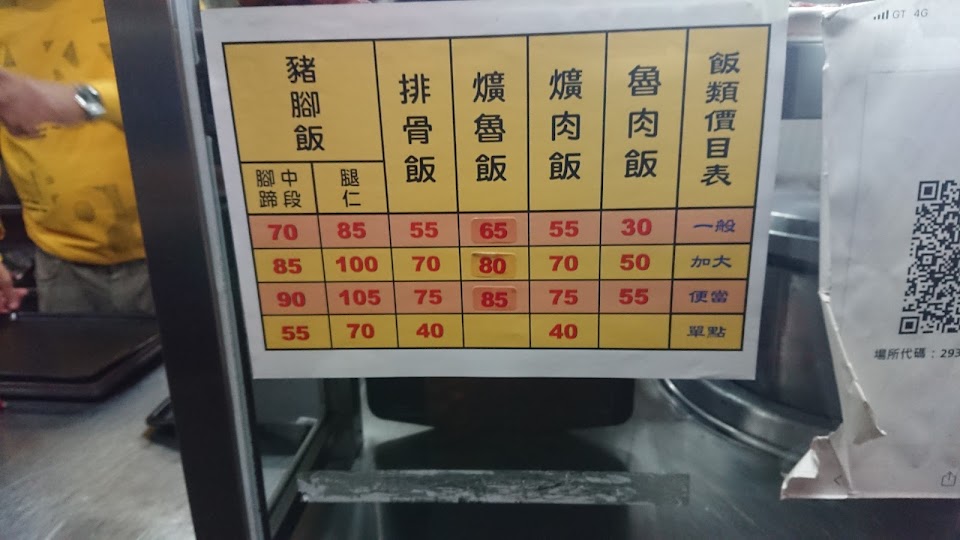 飯類價目表
魯肉飯
爌肉飯
爌魯飯
排骨飯
豬腳飯
腿仁
中段
腳蹄
一般 30 55 65 55 85 70
加大 50 70 80 70 100 85
便當 55 75 85 75 105 90
單點 40 40 70 55
GT 4G
場所代碼：293